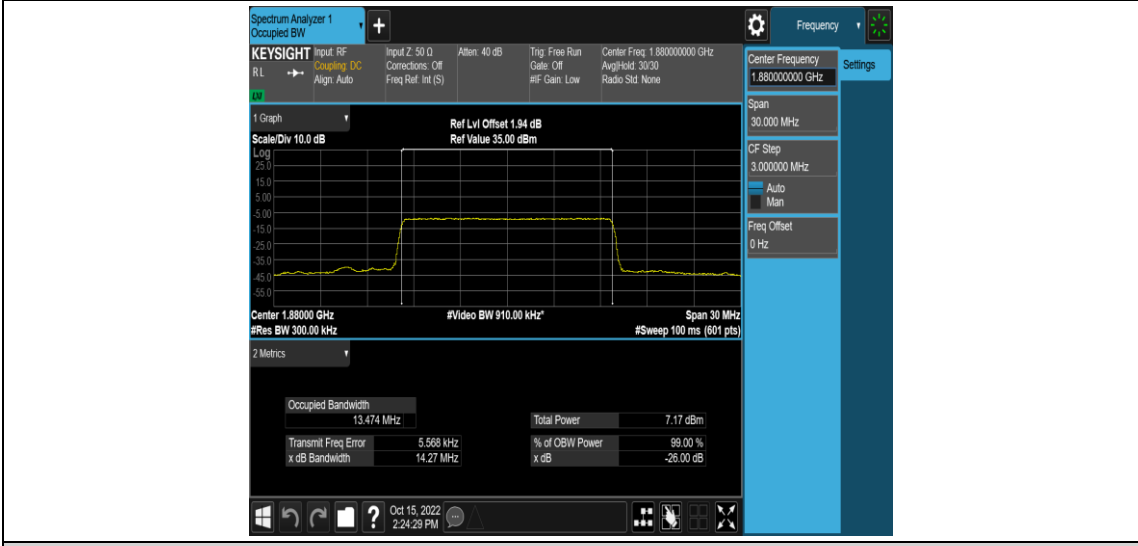 Spectrum Analyzer 1
Occupied BW
+
Frequency
KEYSIGHT
RL
LXI
Input: RF
Coupling: DC
Align: Auto
Input Z: 50 Ω
Corrections: Off
Freq Ref: Int (S)
Atten: 40 dB
Trig: Free Run
Gate: Off
#IF Gain: Low
Center Freq: 1.880000000 GHz
Avg|Hold: 30/30
Radio Std: None
Center Frequency
1.880000000 GHz
Settings
Span
30.000 MHz
CF Step
3.000000 MHz
Auto
Man
Freq Offset
0 Hz
1 Graph
Scale/Div 10.0 dB
Ref Lvl Offset 1.94 dB
Ref Value 35.00 dBm
Log
25.0
15.0
5.00
-5.00
-15.0
-25.0
-35.0
-45.0
-55.0
Center 1.88000 GHz
#Video BW 910.00 kHz*
Span 30 MHz
#Res BW 300.00 kHz
#Sweep 100 ms (601 pts)
2 Metrics
Occupied Bandwidth
13.474 MHz
Total Power 7.17 dBm
Transmit Freq Error 5.568 kHz
% of OBW Power 99.00 %
x dB Bandwidth 14.27 MHz
x dB -26.00 dB
?
Oct 15, 2022
2:24:29 PM